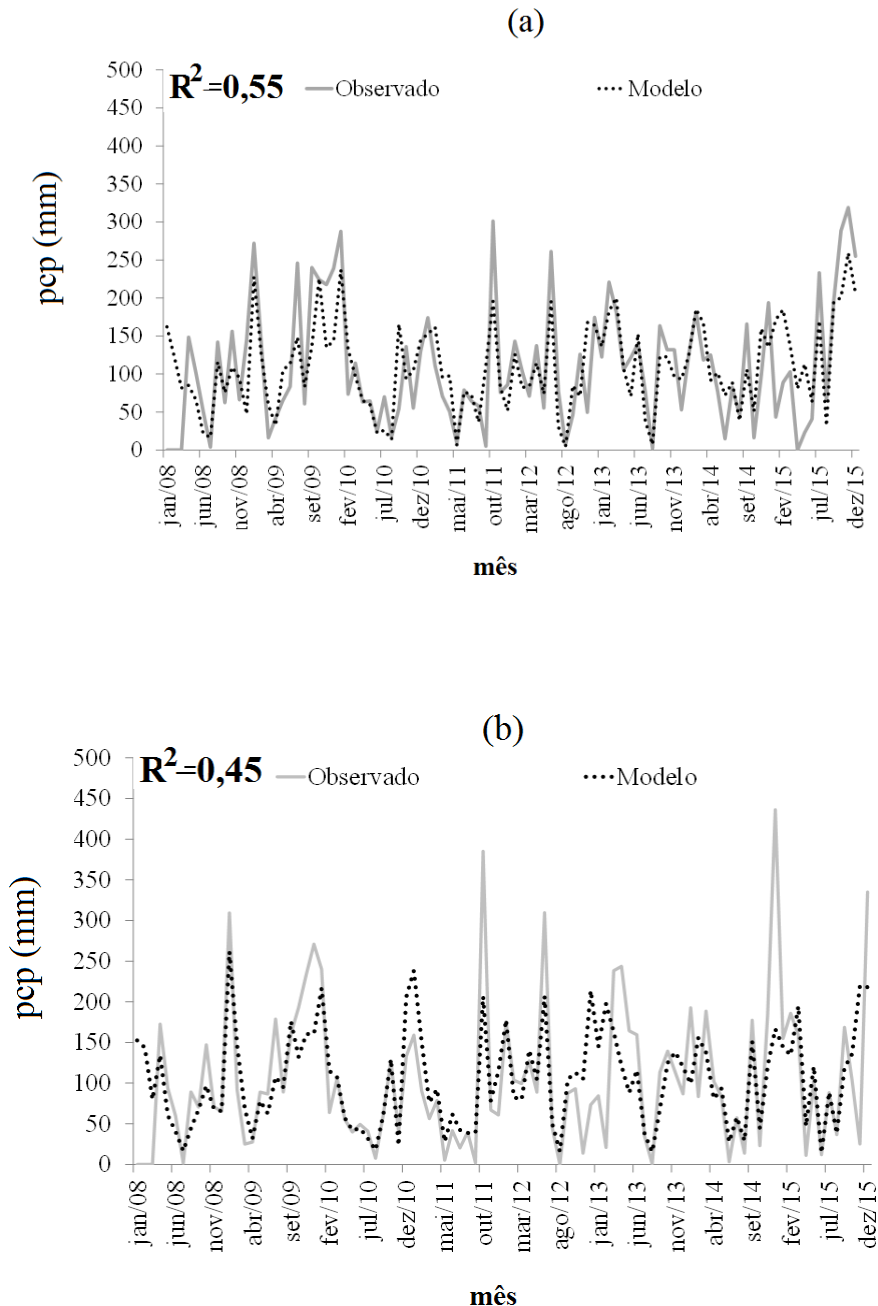 (a)
R²=0,55 Observado Modelo
500
450
400
350
300
250
200
150
100
50
0
pcp (mm)
jan/08 jun/08 nov/08 abr/09 set/09 fev/10 jul/10 dez/10 mai/11 out/11 mar/12 ago/12 jan/13 jun/13 nov/13 abr/14 set/14 fev/15 jul/15 dez/15
mês
(b)
R²=0,45 Observado Modelo
500
450
400
350
300
250
200
150
100
50
0
pcp (mm)
jan/08 jun/08 nov/08 abr/09 set/09 fev/10 jul/10 dez/10 mai/11 out/11 mar/12 ago/12 jan/13 jun/13 nov/13 abr/14 set/14 fev/15 jul/15 dez/15
mês